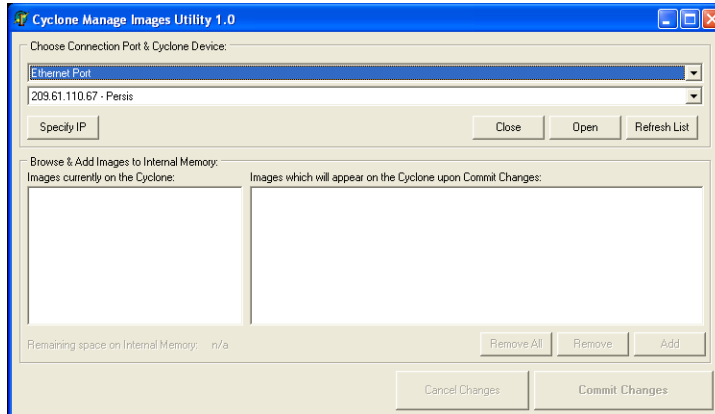 Cyclone Manage Images Utility 1.0
Choose Connection Port & Cyclone Device:
Ethernet Port
209.61.110.67 - Persis
Specify IP
Close
Open
Refresh List
Browse & Add Images to Internal Memory:
Images currently on the Cyclone:
Images which will appear on the Cyclone upon Commit Changes:
Remaining space on Internal Memory: n/a
Remove All
Remove
Add
Cancel Changes
Commit Changes